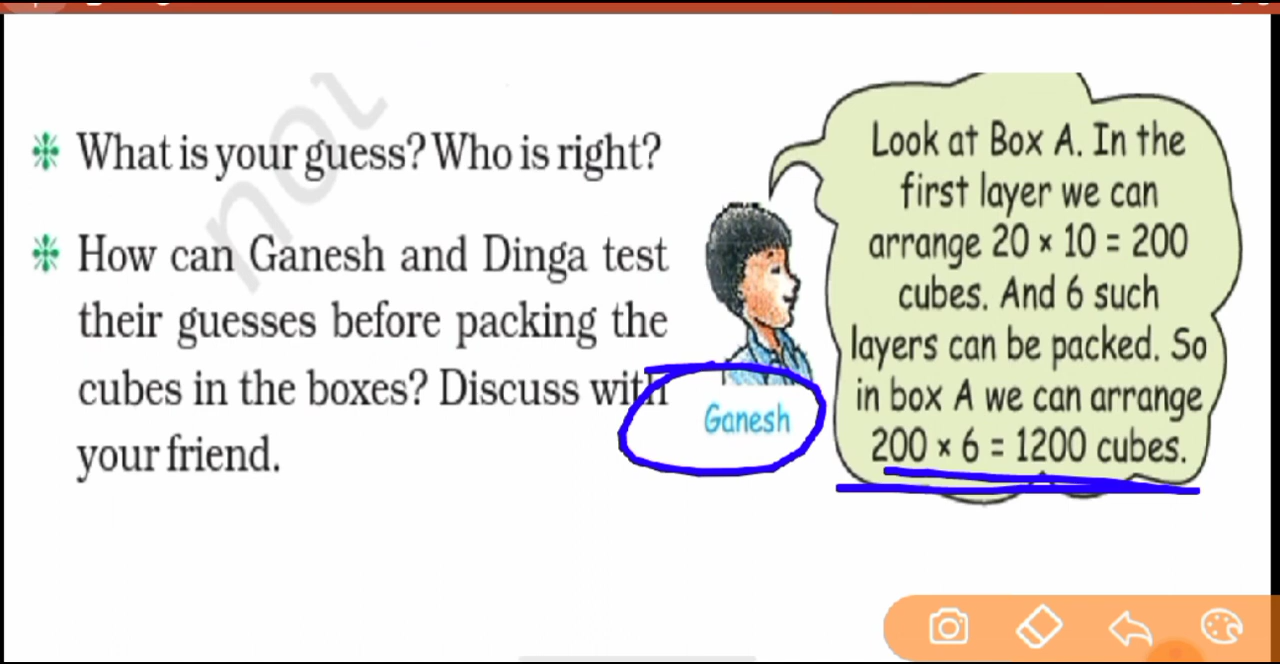 What is your guess? Who is right?
How can Ganesh and Dinga test
their guesses before packing the
cubes in the boxes? Discuss with
your friend.
Look at Box A. In the
first layer we can
arrange 20 × 10 = 200
cubes. And 6 such
layers can be packed. So
in box A we can arrange
200 × 6 = 1200 cubes.
Ganesh
not